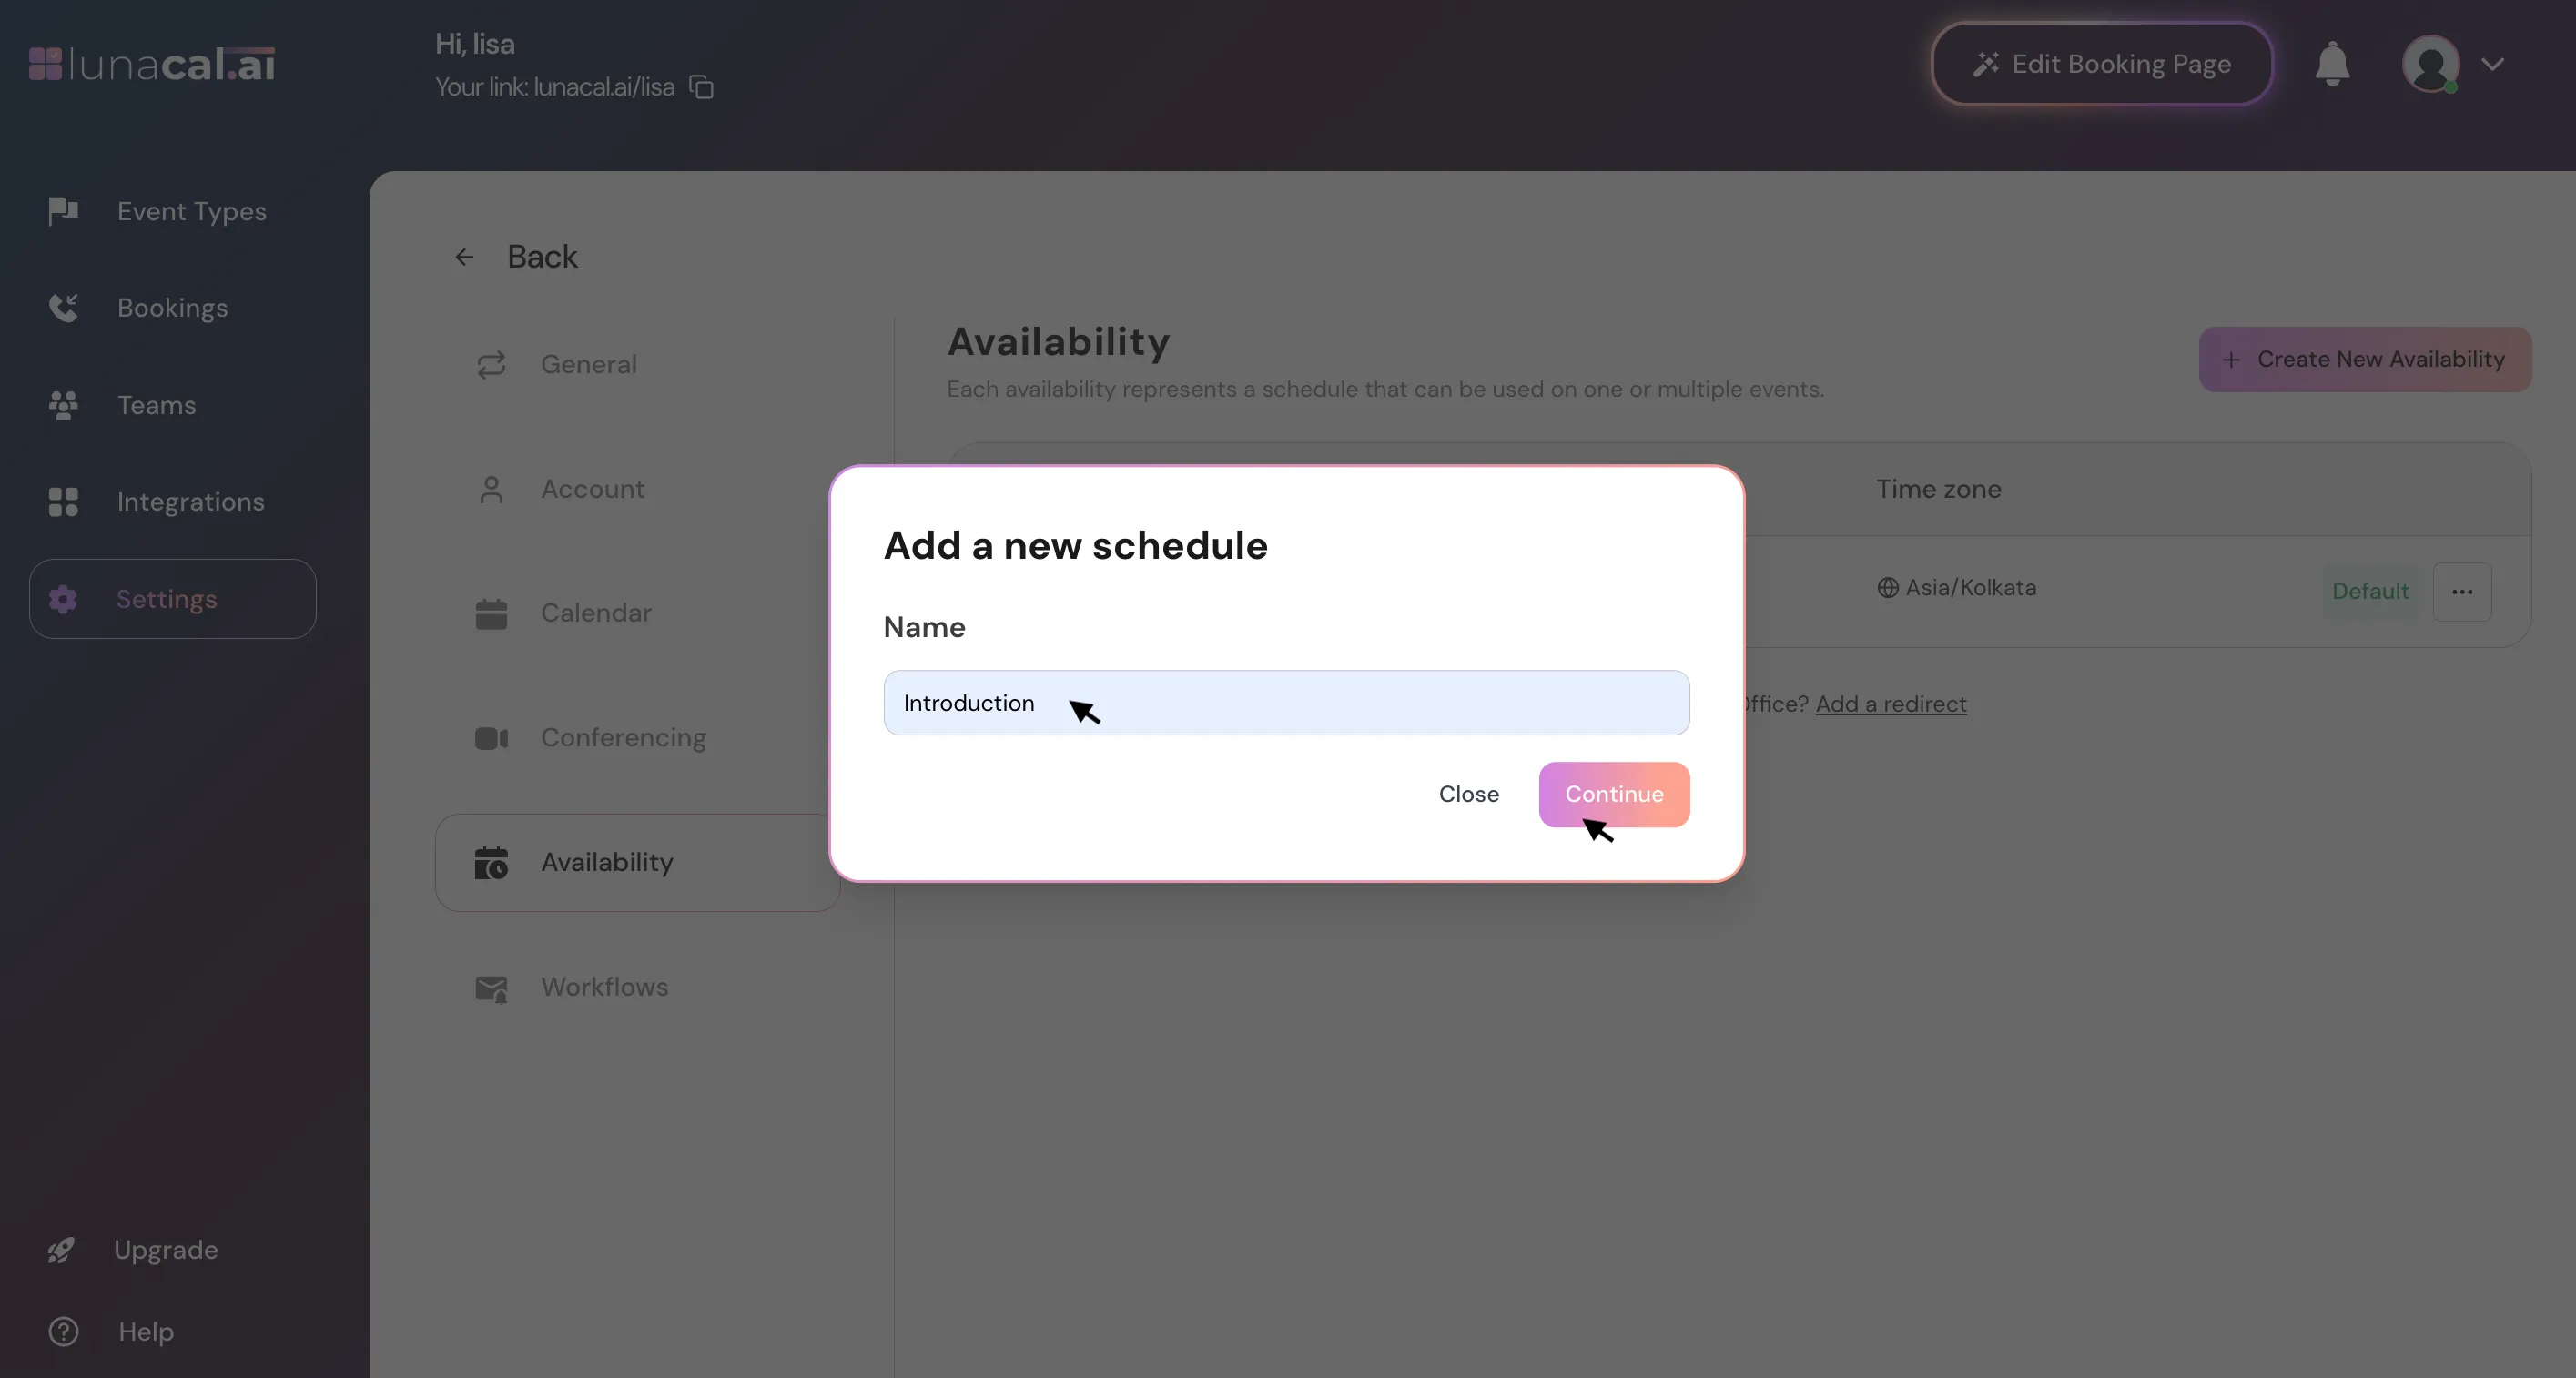 lunacal.ai
Hi, lisa
Your link: lunacal.ai/lisa
Edit Booking Page
Event Types
Bookings
Teams
Integrations
Settings
Upgrade
Help
Back
General
Account
Calendar
Conferencing
Availability
Workflows
Availability
Each availability represents a schedule that can be used on one or multiple events.
+ Create New Availability
Time zone
Asia/Kolkata
Default
Office? Add a redirect
Add a new schedule
Name
Introduction
Close
Continue